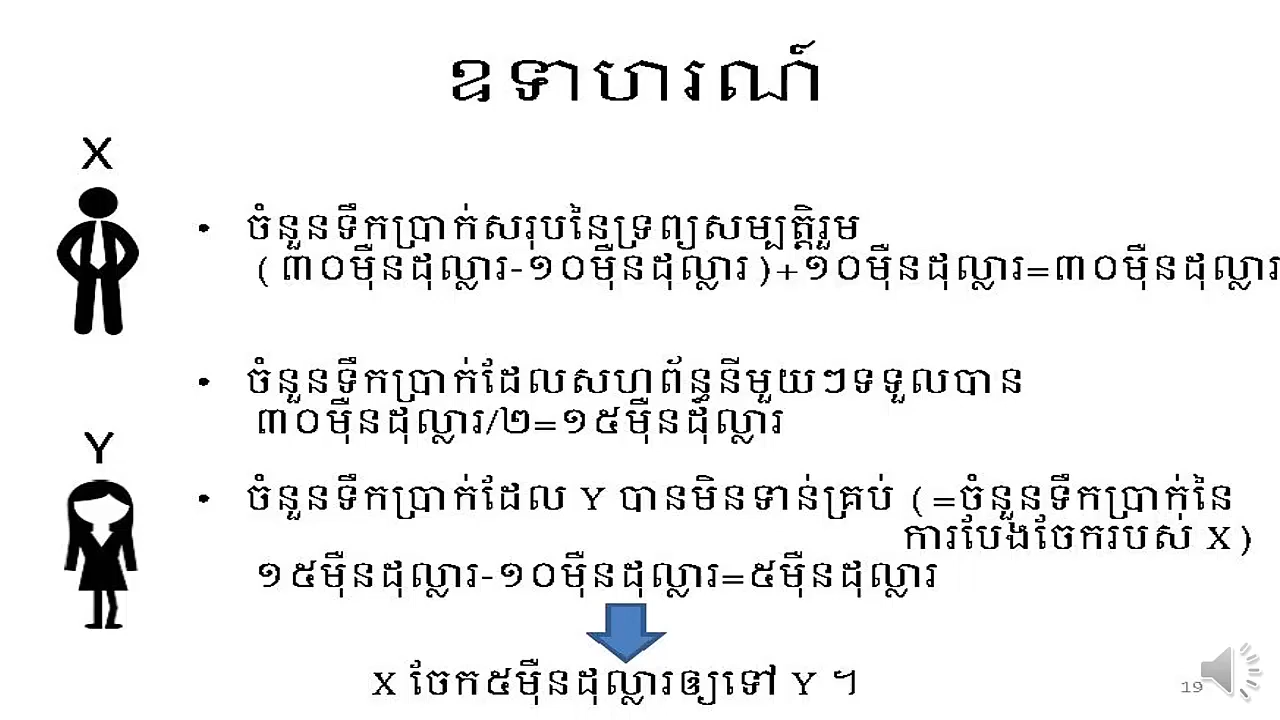 ឧទាហរណ៍
X
• ចំនួនទឹកប្រាក់សរុបនៃទ្រព្យសម្បត្តិរួម
(៣០ម៉ឺនដុល្លារ-១០ម៉ឺនដុល្លារ)+១០ម៉ឺនដុល្លារ=៣០ម៉ឺនដុល្លារ
• ចំនួនទឹកប្រាក់ដែលសហព័ន្ធនីមួយៗទទួលបាន
៣០ម៉ឺនដុល្លារ/២=១៥ម៉ឺនដុល្លារ
Y
• ចំនួនទឹកប្រាក់ដែល Y បានមិនទាន់គ្រប់ (=ចំនួនទឹកប្រាក់នៃ
ការបែងចែករបស់ X)
១៥ម៉ឺនដុល្លារ-១០ម៉ឺនដុល្លារ=៥ម៉ឺនដុល្លារ
X ចែក៥ម៉ឺនដុល្លារឲ្យទៅ Y ។
19